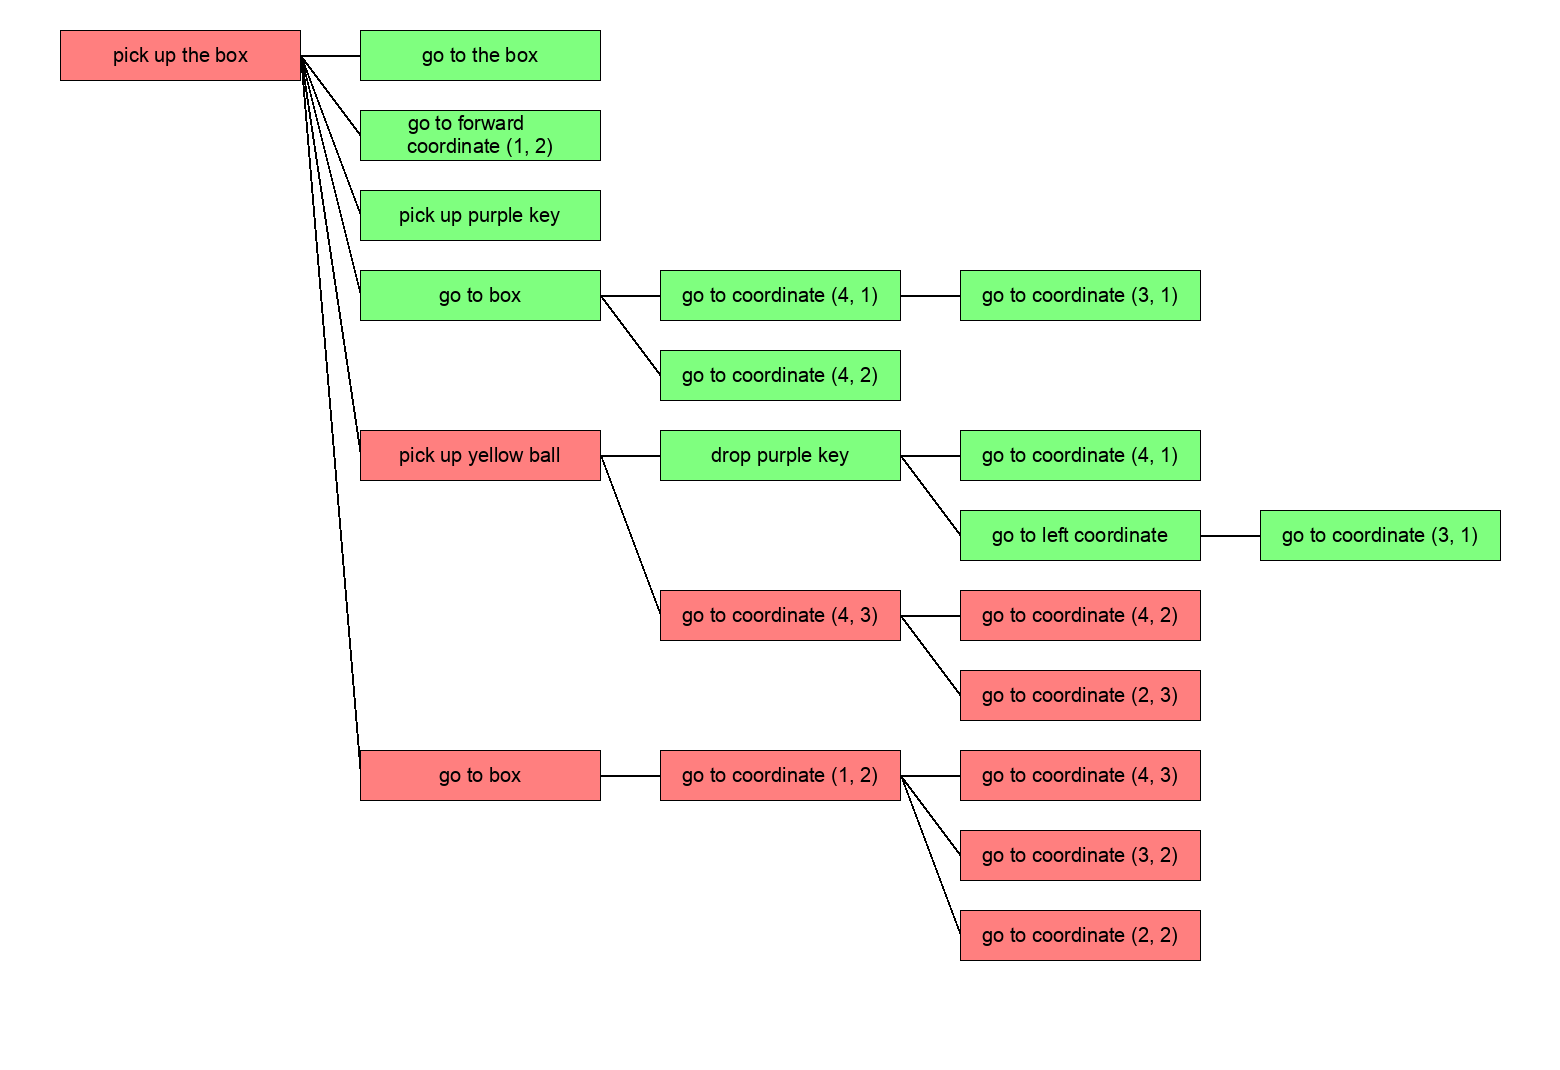 pick up the box
go to the box
go to forward
coordinate (1, 2)
pick up purple key
go to box
go to coordinate (4, 1)
go to coordinate (3, 1)
go to coordinate (4, 2)
pick up yellow ball
drop purple key
go to coordinate (4, 1)
go to left coordinate
go to coordinate (3, 1)
go to coordinate (4, 3)
go to coordinate (4, 2)
go to coordinate (2, 3)
go to box
go to coordinate (1, 2)
go to coordinate (4, 3)
go to coordinate (3, 2)
go to coordinate (2, 2)